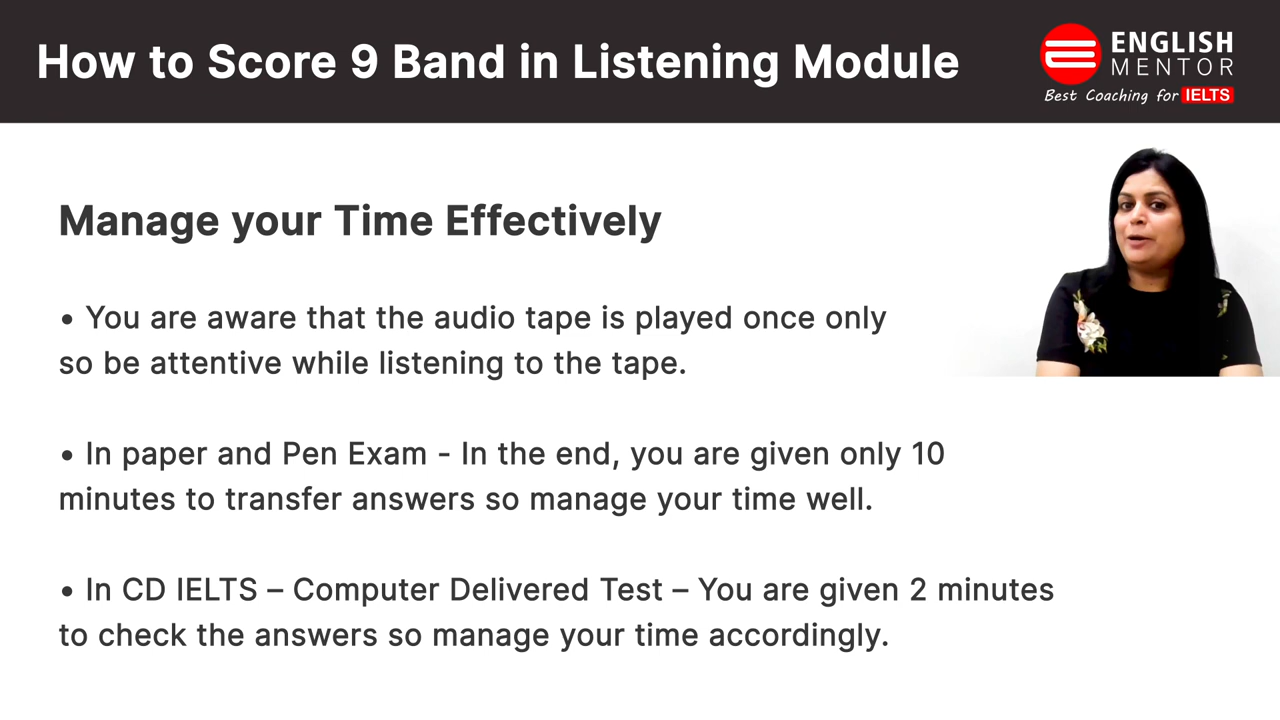 How to Score 9 Band in Listening Module
ENGLISH
MENTOR
Best Coaching for IELTS
Manage your Time Effectively
• You are aware that the audio tape is played once only
so be attentive while listening to the tape.
• In paper and Pen Exam - In the end, you are given only 10
minutes to transfer answers so manage your time well.
• In CD IELTS – Computer Delivered Test – You are given 2 minutes
to check the answers so manage your time accordingly.